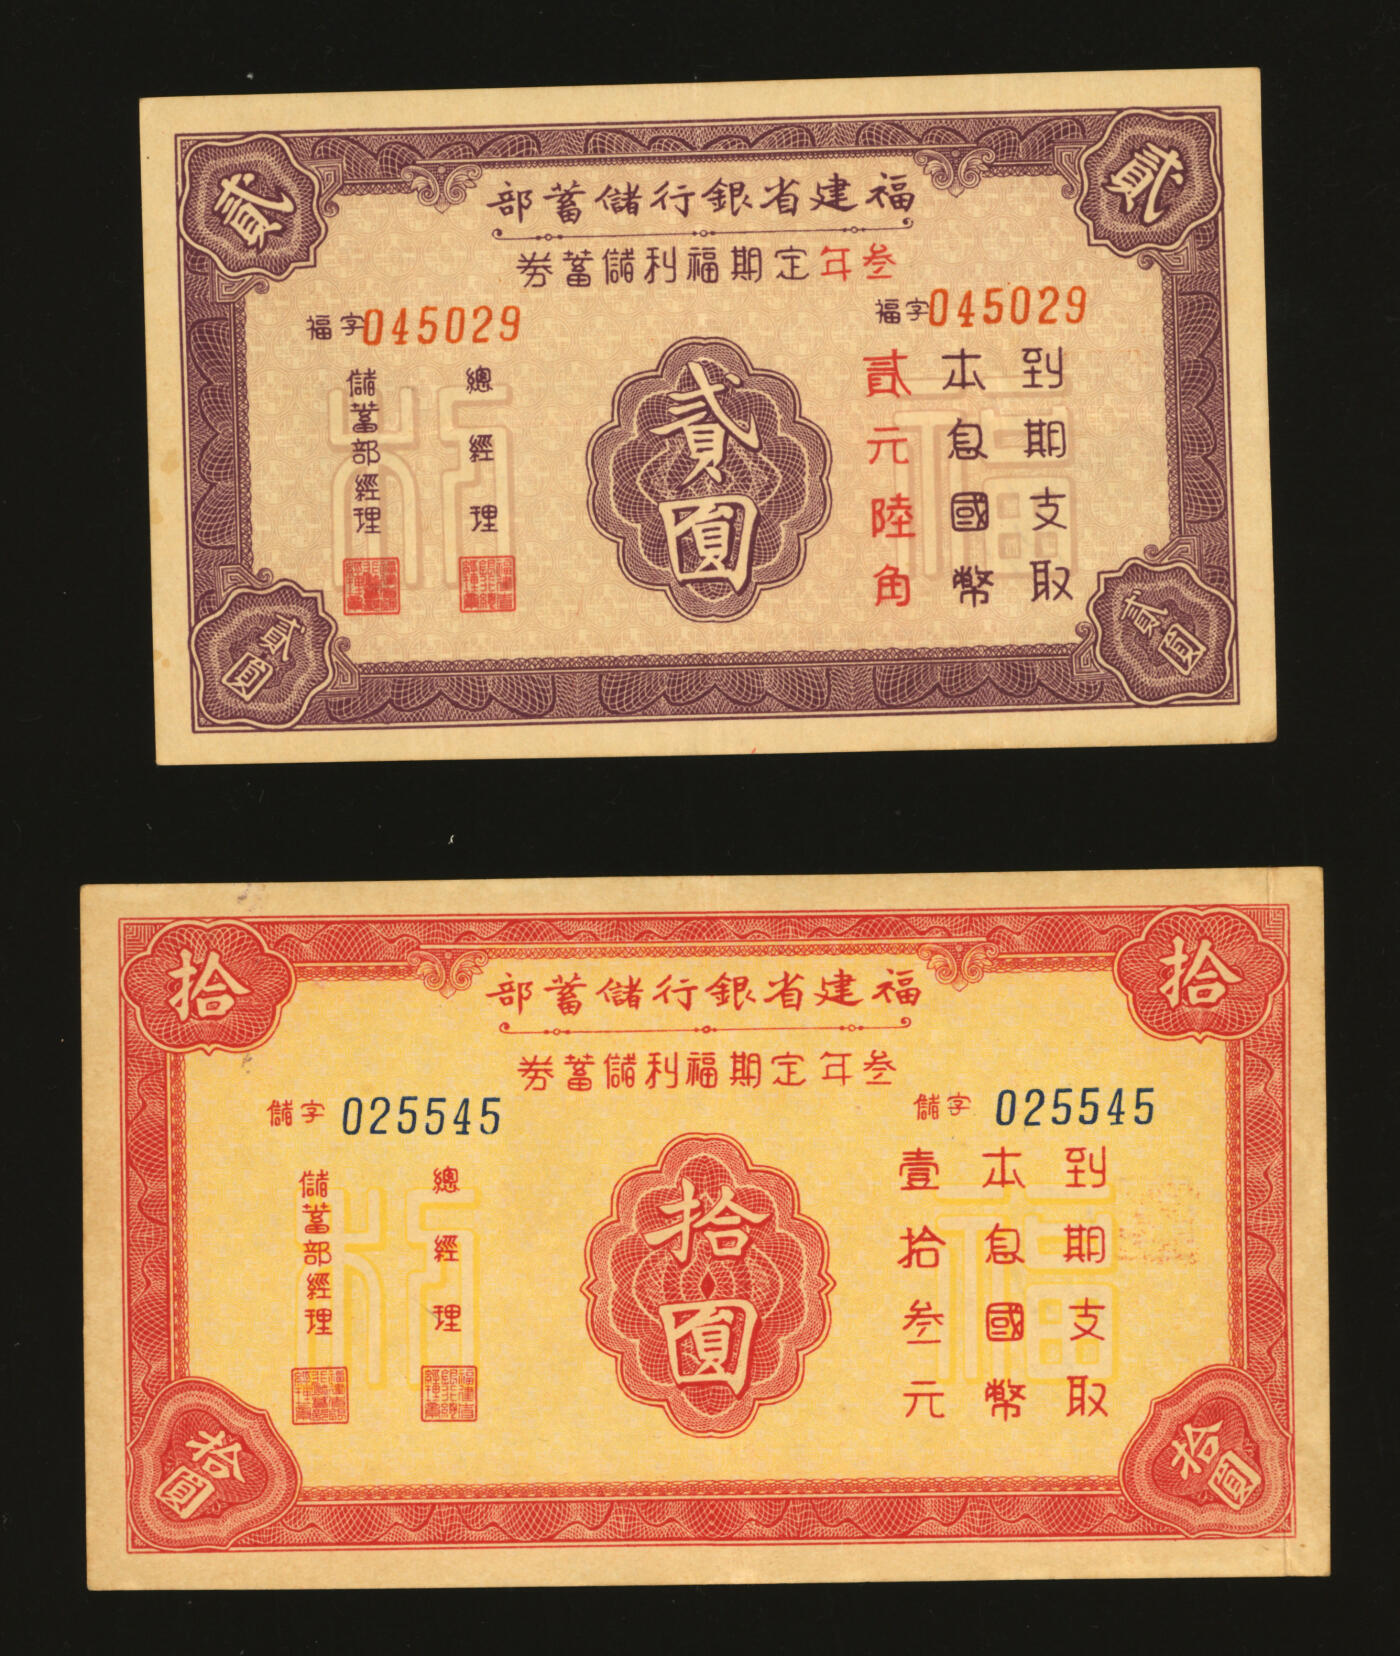 貳
貳
福建省銀行儲蓄部
叁年定期福利儲蓄券
福字045029
福字045029
到期支取
本息國幣
貳元陸角
貳圓
總經理
儲蓄部經理
貳圓
貳圓
拾
拾
福建省銀行儲蓄部
叁年定期福利儲蓄券
儲字 025545
儲字 025545
到期支取
本息國幣
壹拾叁元
拾圓
總經理
儲蓄部經理
拾圓
拾圓